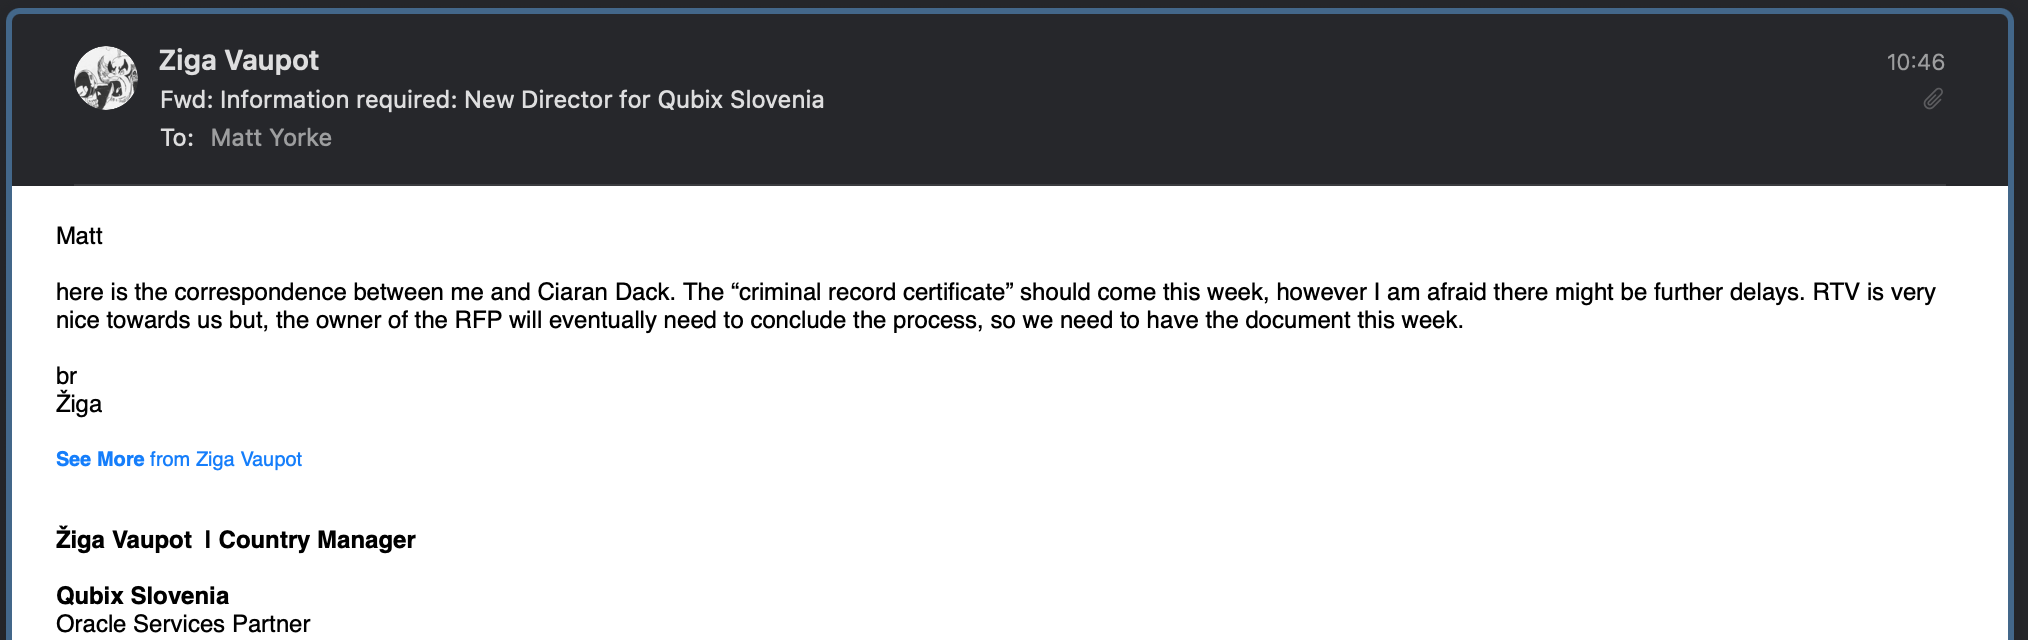 Ziga Vaupot
10:46
Fwd: Information required: New Director for Qubix Slovenia
To: Matt Yorke
Matt
here is the correspondence between me and Ciaran Dack. The “criminal record certificate” should come this week, however I am afraid there might be further delays. RTV is very
nice towards us but, the owner of the RFP will eventually need to conclude the process, so we need to have the document this week.
br
Žiga
See More from Ziga Vaupot
Žiga Vaupot | Country Manager
Qubix Slovenia
Oracle Services Partner